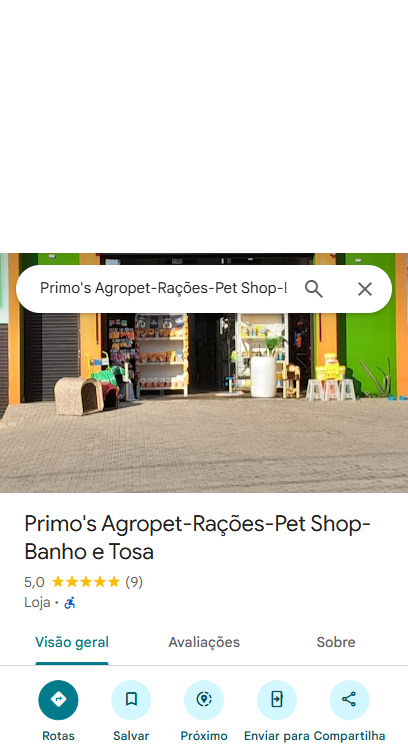 Primo's Agropet-Rações-Pet Shop-
Primo's Agropet-Rações-Pet Shop-
Banho e Tosa
5,0 ★★★★★ (9)
Loja ·
Visão geral Avaliações Sobre
Rotas Salvar Próximo Enviar para Compartilha